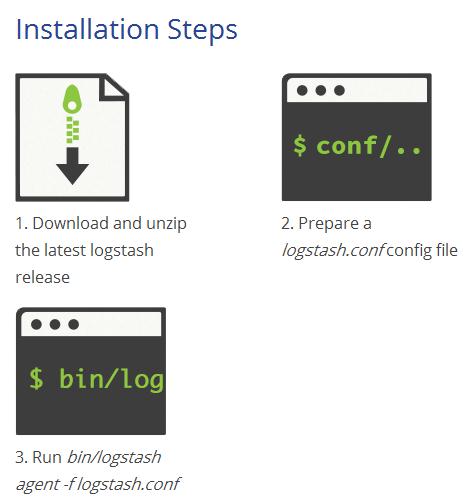 Installation Steps
$ conf/..
1. Download and unzip
the latest logstash
release
2. Prepare a
logstash.conf config file
$ bin/log
3. Run bin/logstash
agent -f logstash.conf